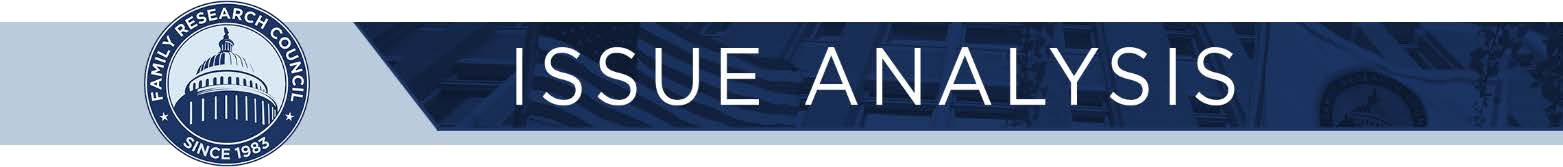 FAMILY RESEARCH COUNCIL
SINCE 1983
ISSUE ANALYSIS